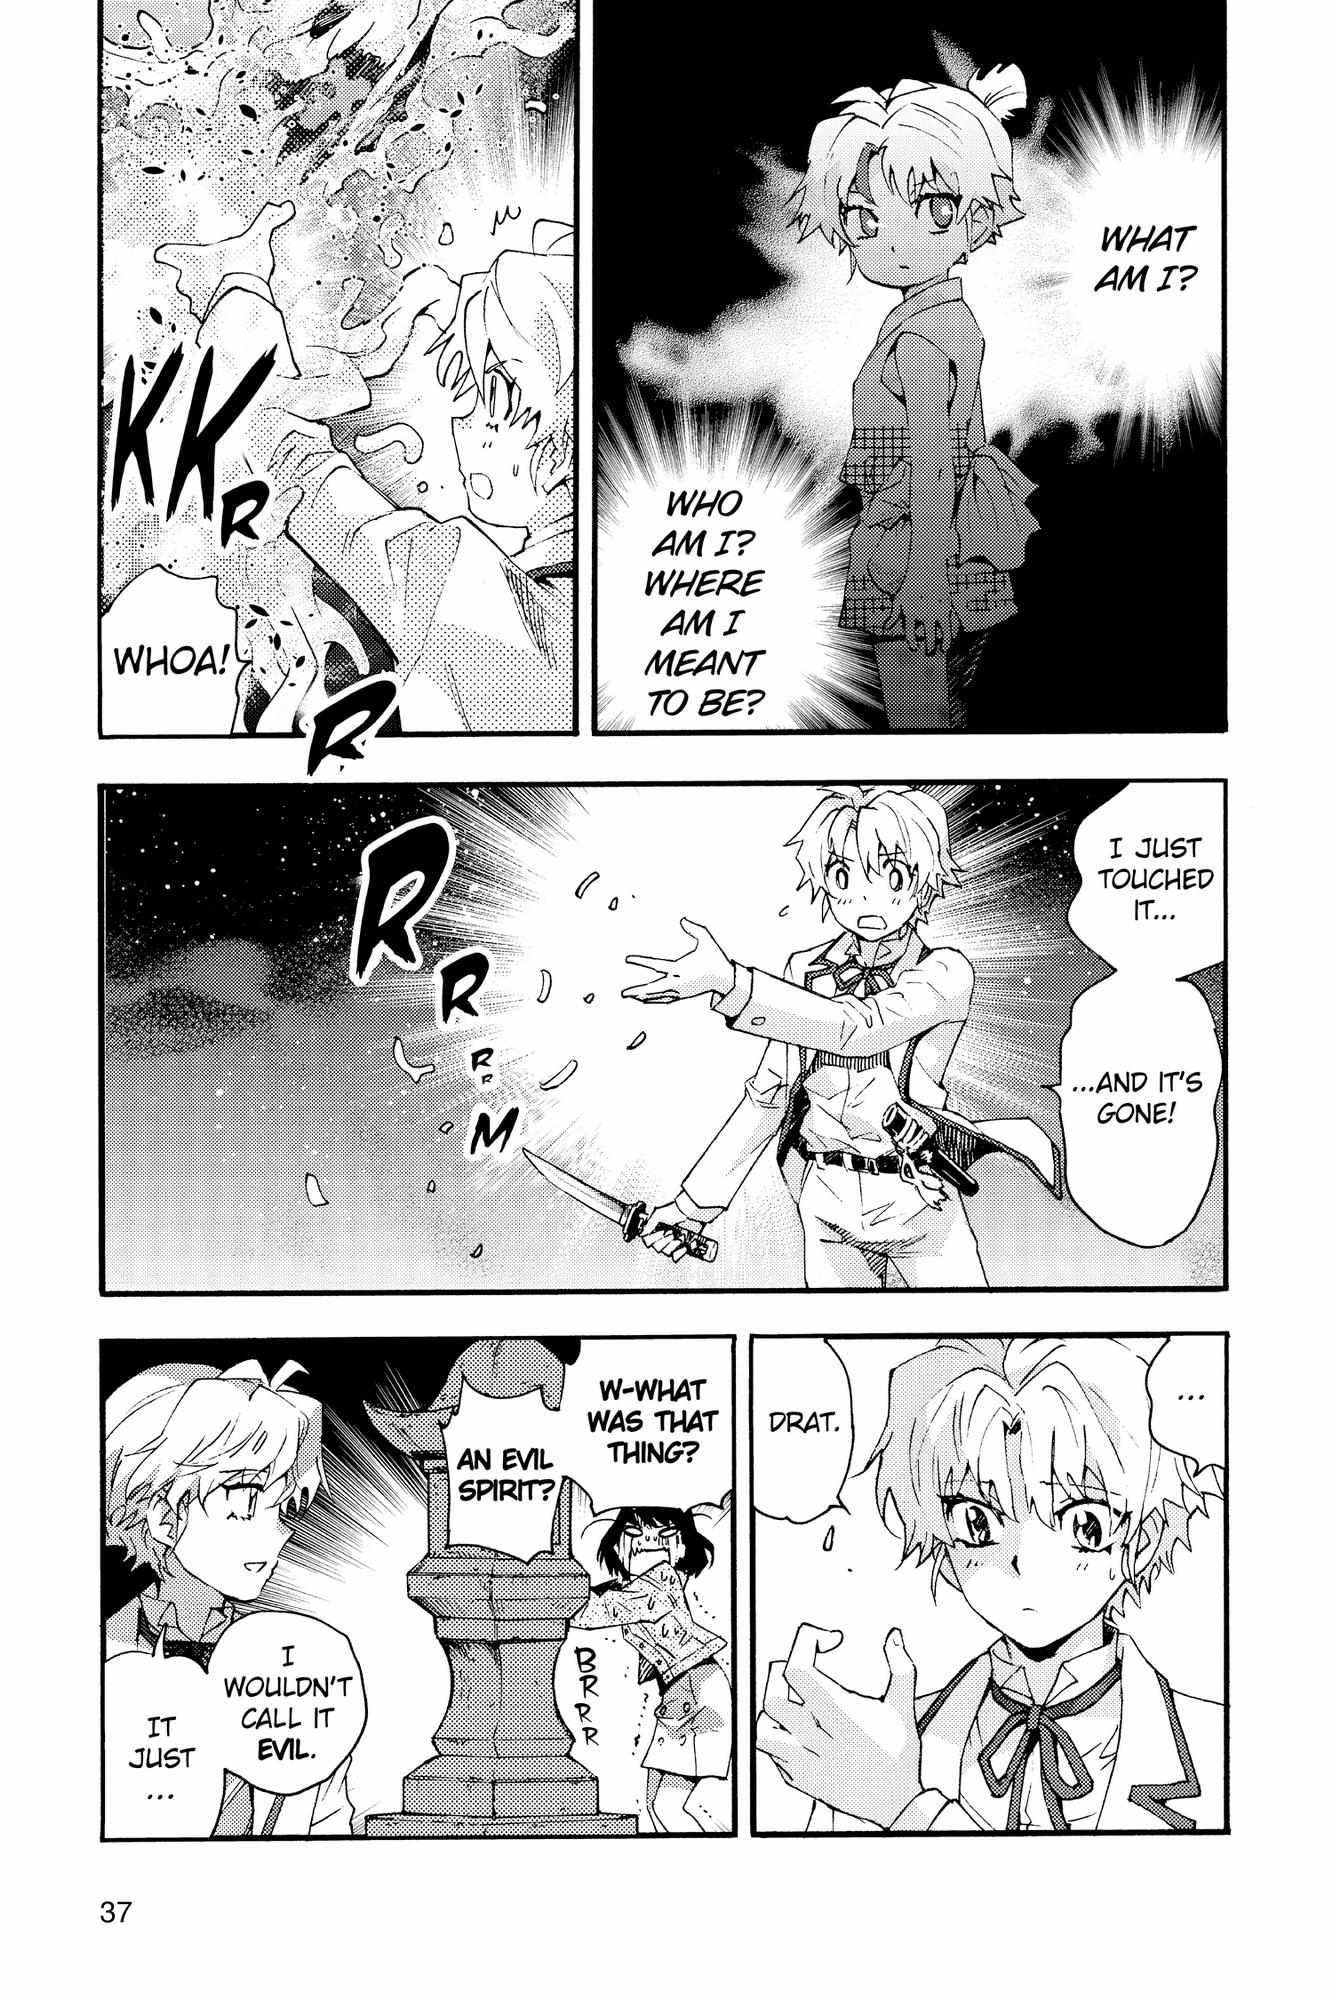 WHAT
AM I?
WHO
AM I?
WHERE
AM I
MEANT
TO BE?
KK
R
R
WHOA!
I JUST
TOUCHED
IT...
...AND IT'S
GONE!
R
R
R
R
M
...
DRAT.
W-WHAT
WAS THAT
THING?
AN EVIL
SPIRIT?
BRRR
I
WOULDN'T
CALL IT
EVIL.
IT
JUST
...
37